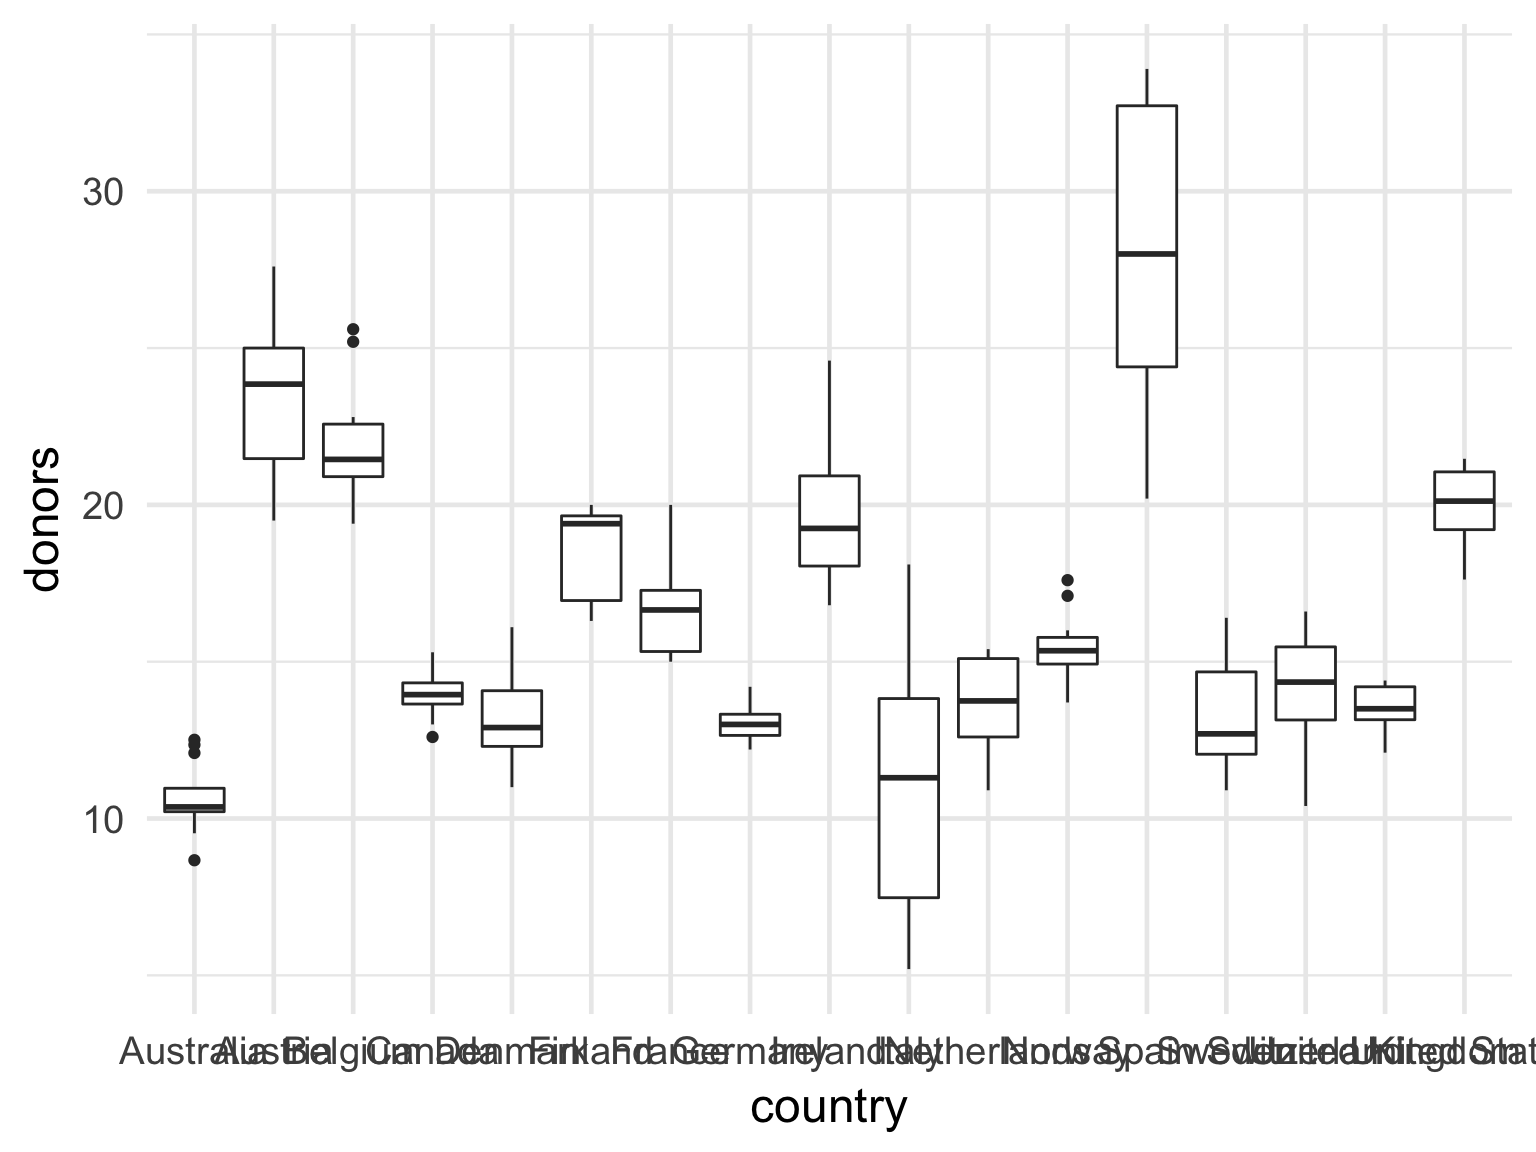 30
20
10
donors
Australia Austria Belgium Canada Denmark Finland France Germany Ireland Italy Netherlands Norway Spain Sweden Switzerland United Kingdom United Stat
country